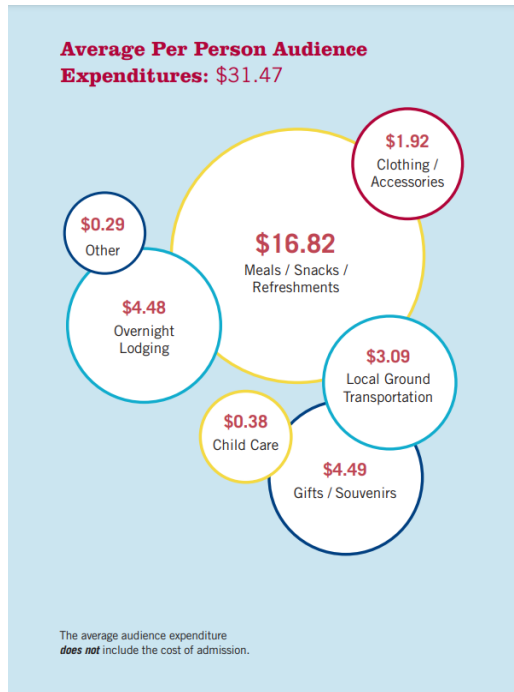 Average Per Person Audience
Expenditures: $31.47
$1.92
Clothing /
Accessories
$0.29
Other
$16.82
Meals / Snacks /
Refreshments
$4.48
Overnight
Lodging
$3.09
Local Ground
Transportation
$0.38
Child Care
$4.49
Gifts / Souvenirs
The average audience expenditure
does not include the cost of admission.